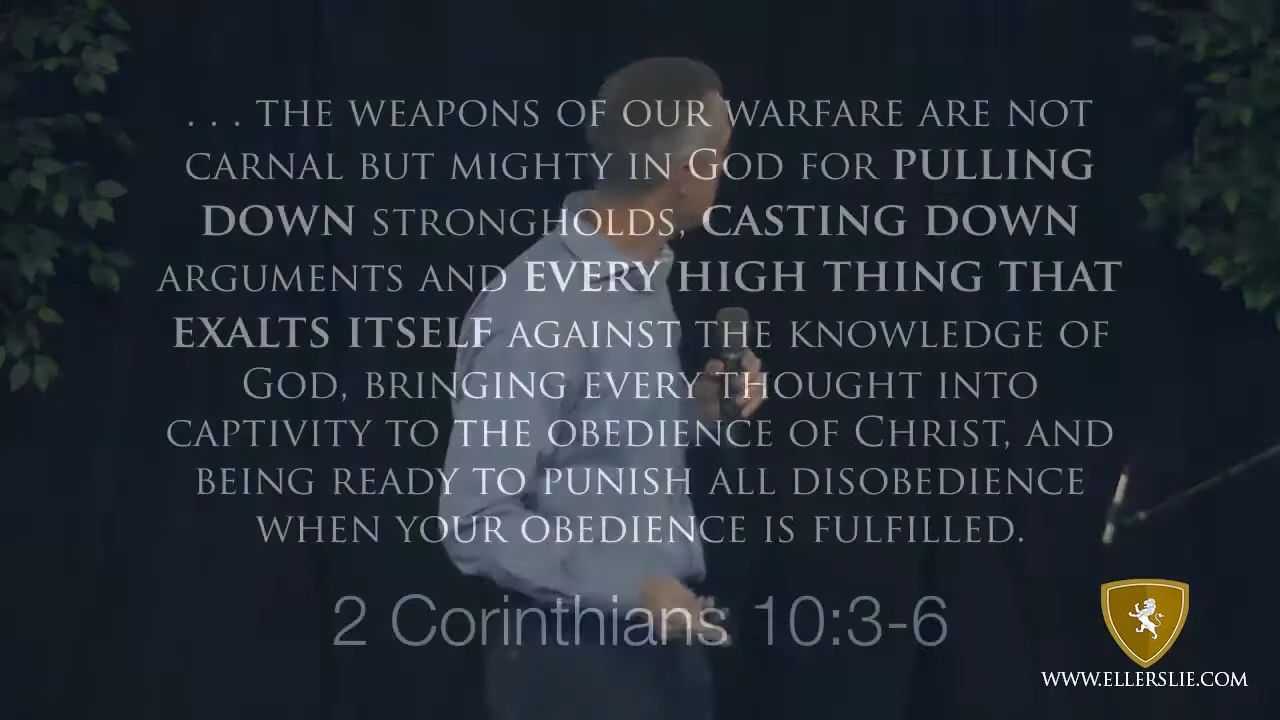 . . . THE WEAPONS OF OUR WARFARE ARE NOT
CARNAL BUT MIGHTY IN GOD FOR PULLING
DOWN STRONGHOLDS, CASTING DOWN
ARGUMENTS AND EVERY HIGH THING THAT
EXALTS ITSELF AGAINST THE KNOWLEDGE OF
GOD, BRINGING EVERY THOUGHT INTO
CAPTIVITY TO THE OBEDIENCE OF CHRIST, AND
BEING READY TO PUNISH ALL DISOBEDIENCE
WHEN YOUR OBEDIENCE IS FULFILLED.
2 Corinthians 10:3-6
WWW.ELLERSLIE.COM